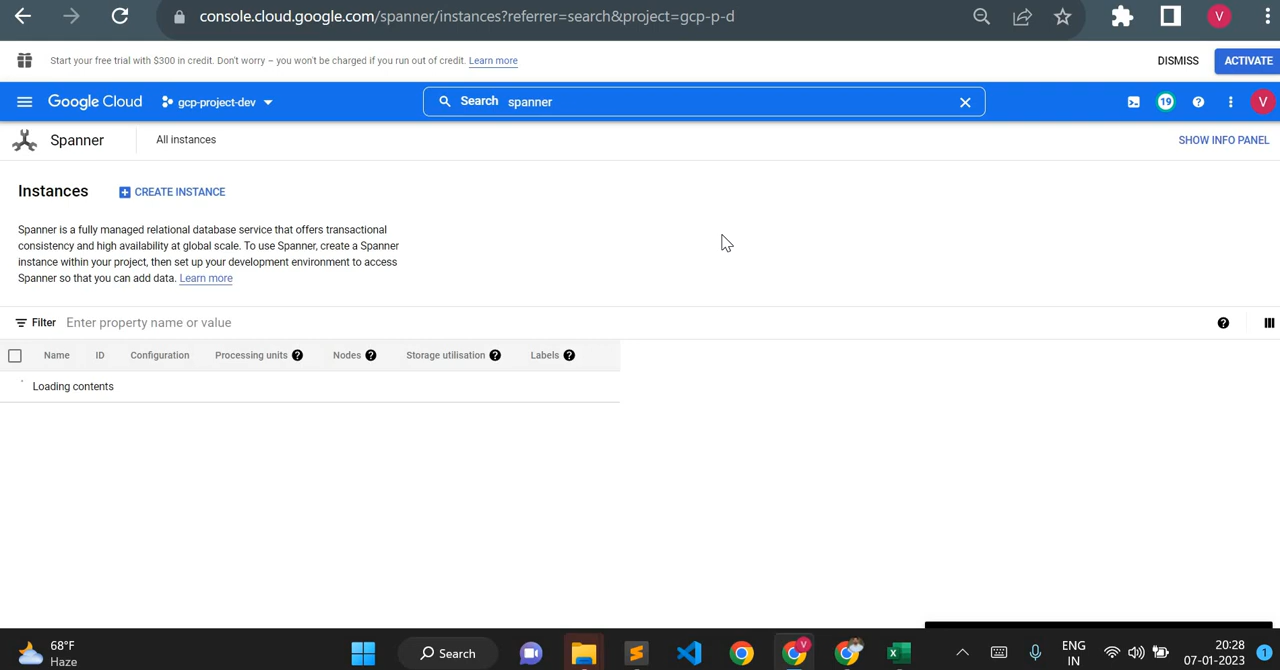 console.cloud.google.com/spanner/instances?referrer=search&project=gcp-p-d
V
Start your free trial with $300 in credit. Don't worry – you won't be charged if you run out of credit. Learn more
DISMISS
ACTIVATE
Google Cloud
gcp-project-dev
Search spanner
19
V
Spanner
All instances
SHOW INFO PANEL
Instances
CREATE INSTANCE
Spanner is a fully managed relational database service that offers transactional
consistency and high availability at global scale. To use Spanner, create a Spanner
instance within your project, then set up your development environment to access
Spanner so that you can add data. Learn more
Filter Enter property name or value
Name ID Configuration Processing units Nodes Storage utilisation Labels
Loading contents
68°F
Haze
Search
V
ENG
IN
20:28
07-01-2023
1